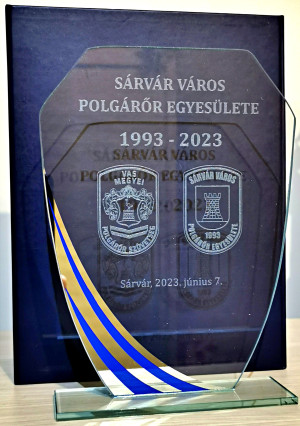 SÁRVÁR VÁROS
POLGÁRŐR EGYESÜLETE
1993 - 2023
VAS
MEGYEI
POLGÁRŐR SZÖVETSÉG
SÁRVÁR VÁROS
1993
POLGÁRŐR EGYESÜLETE
Sárvár, 2023. június 7.